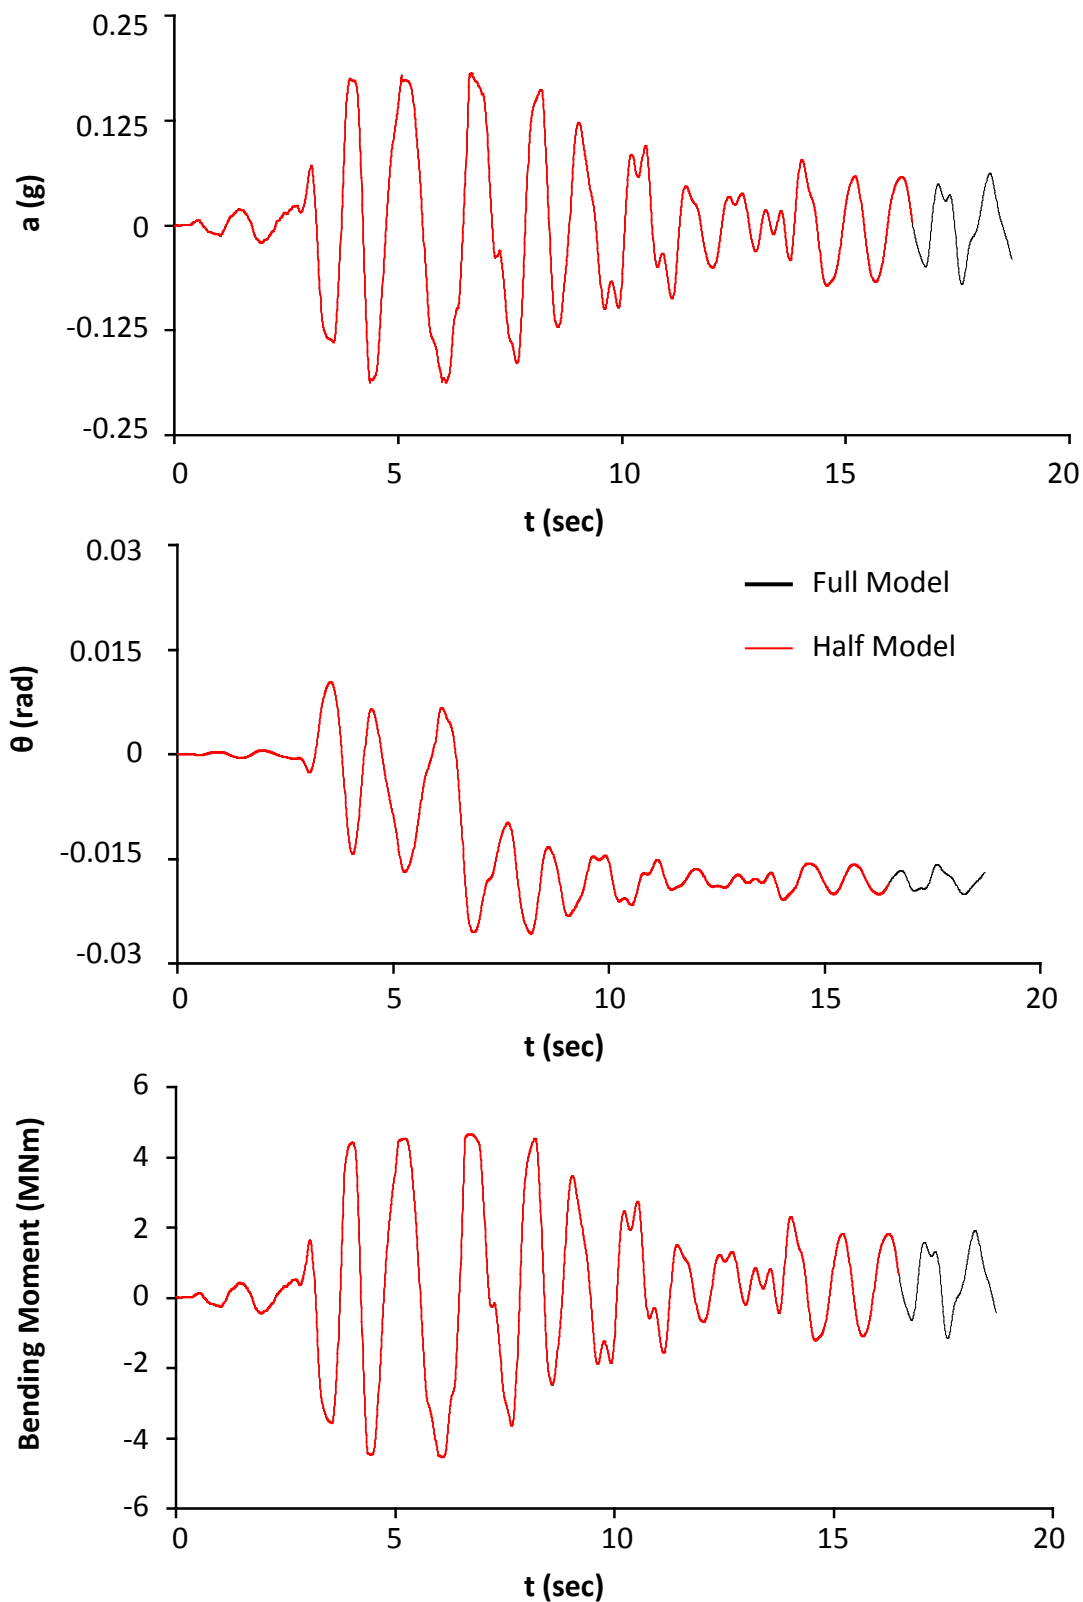 0.25
0.125
0
-0.125
-0.25
a (g)
0 5 10 15 20
t (sec)
0.03
0.015
0
-0.015
-0.03
θ (rad)
Full Model
Half Model
0 5 10 15 20
t (sec)
6
4
2
0
-2
-4
-6
Bending Moment (MNm)
0 5 10 15 20
t (sec)